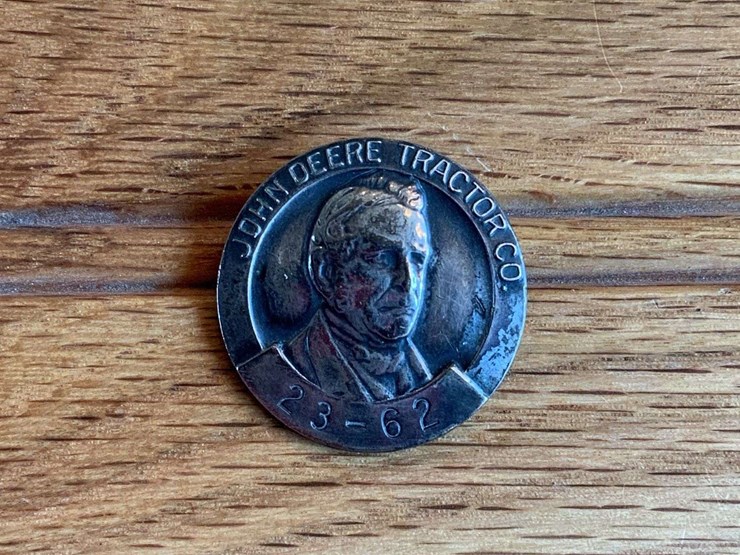 JOHN DEERE TRACTOR CO.
23-62